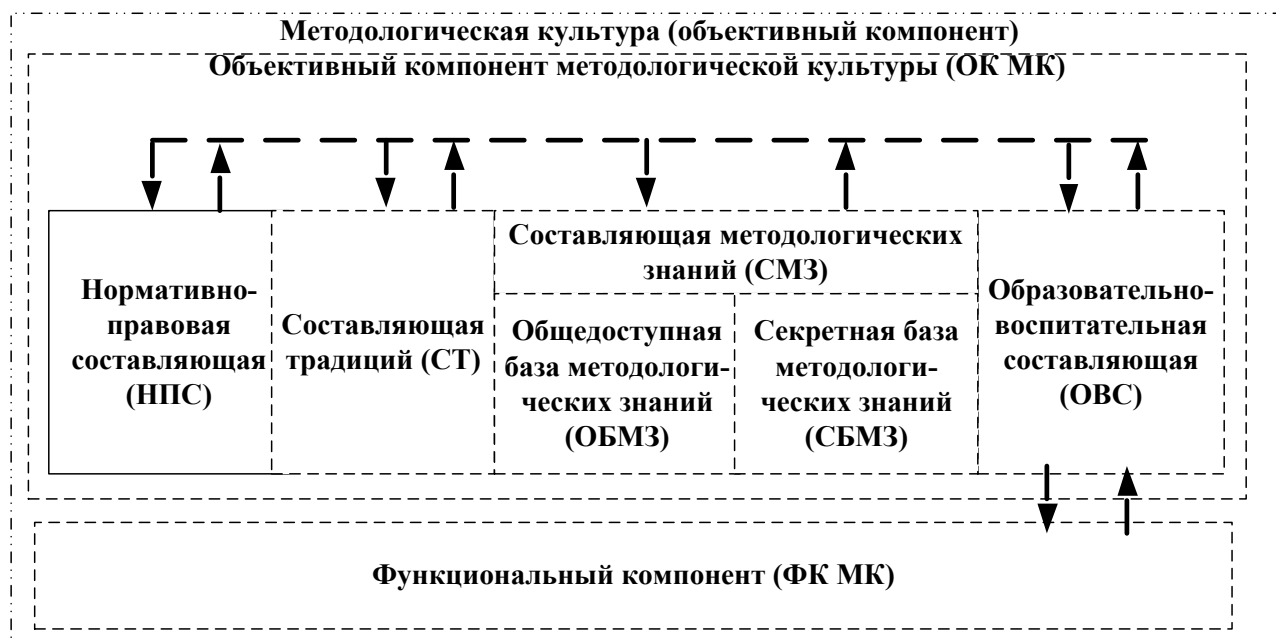 Методологическая культура (объективный компонент)
Объективный компонент методологической культуры (ОК МК)
Нормативно-
правовая
составляющая
(НПС)
Составляющая
традиций (СТ)
Составляющая методологических
знаний (СМЗ)
Общедоступная
база методологи-
ческих знаний
(ОБМЗ)
Секретная база
методологи-
ческих знаний
(СБМЗ)
Образовательно-
воспитательная
составляющая
(ОВС)
Функциональный компонент (ФК МК)